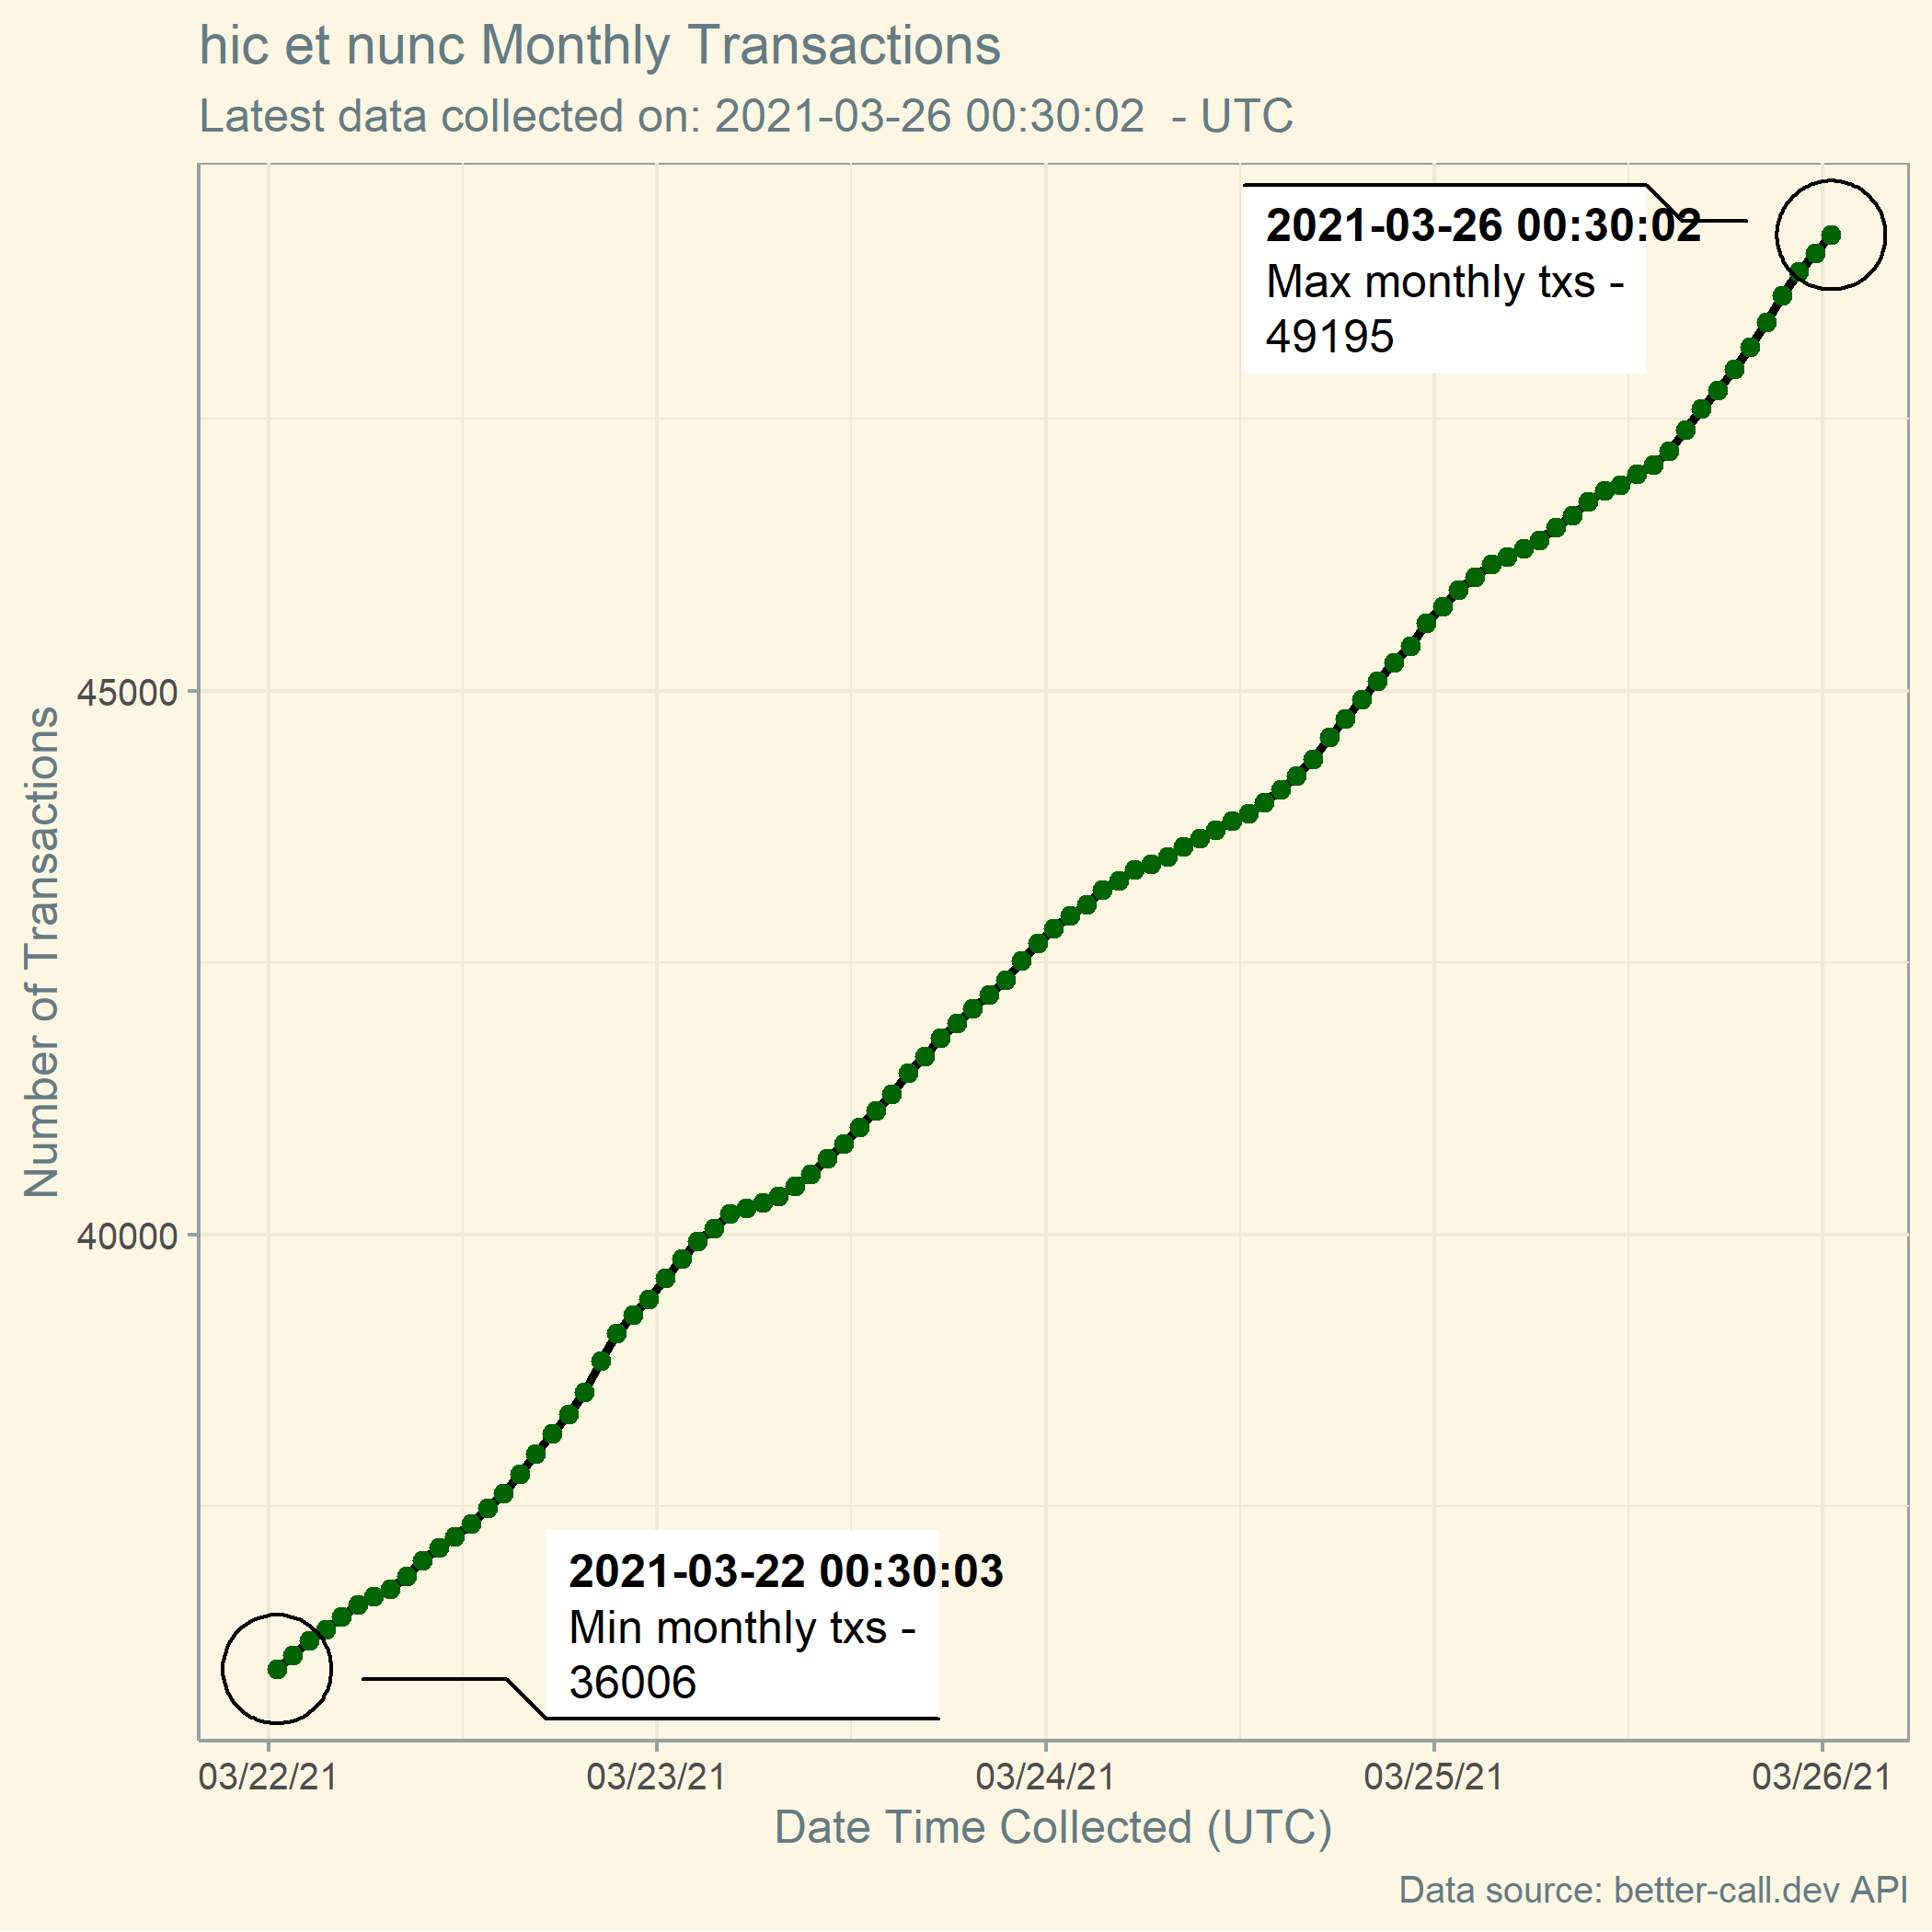 hic et nunc Monthly Transactions
Latest data collected on: 2021-03-26 00:30:02  - UTC
2021-03-26 00:30:02
Max monthly txs -
49195
45000
Number of Transactions
40000
2021-03-22 00:30:03
Min monthly txs -
36006
03/22/21 03/23/21 03/24/21 03/25/21 03/26/21
Date Time Collected (UTC)
Data source: better-call.dev API